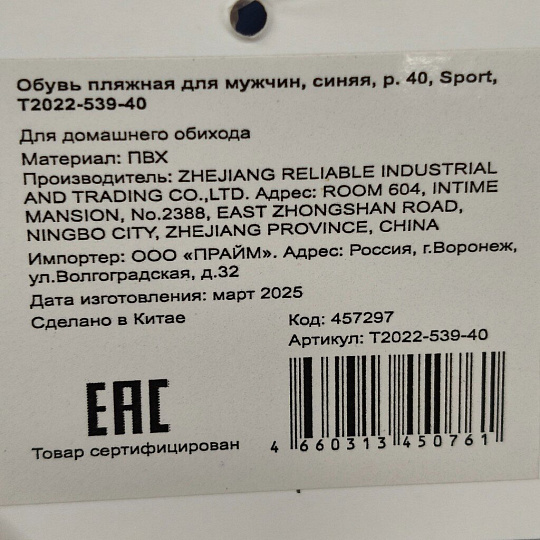 Обувь пляжная для мужчин, синяя, р. 40, Sport,
T2022-539-40
Для домашнего обихода
Материал: ПВХ
Производитель: ZHEJIANG RELIABLE INDUSTRIAL
AND TRADING CO.,LTD. Адрес: ROOM 604, INTIME
MANSION, No.2388, EAST ZHONGSHAN ROAD,
NINGBO CITY, ZHEJIANG PROVINCE, CHINA
Импортер: ООО «ПРАЙМ». Адрес: Россия, г.Воронеж,
ул.Волгоградская, д.32
Дата изготовления: март 2025
Сделано в Китае
Код: 457297
Артикул: T2022-539-40
EAC
Товар сертифицирован
4 660313 450761